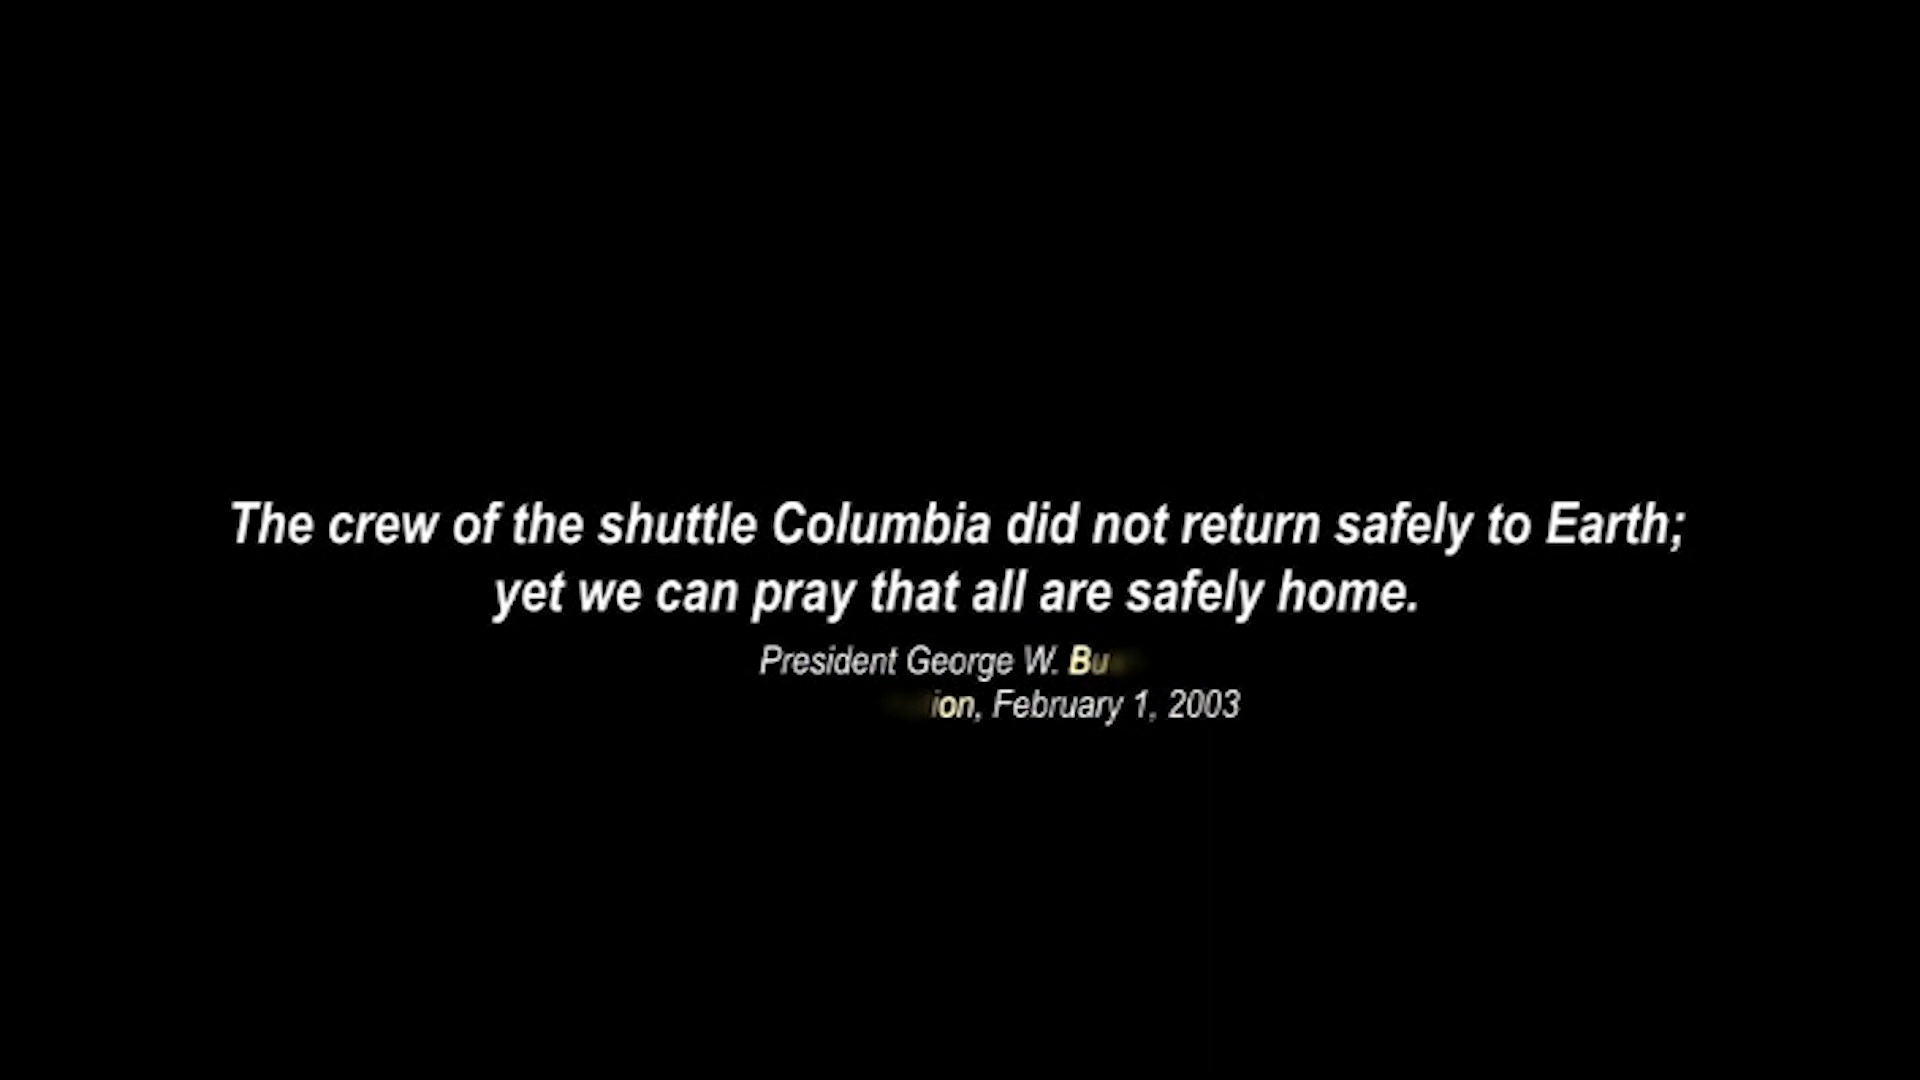 The crew of the shuttle Columbia did not return safely to Earth;
yet we can pray that all are safely home.
President George W. Bu
ion, February 1, 2003